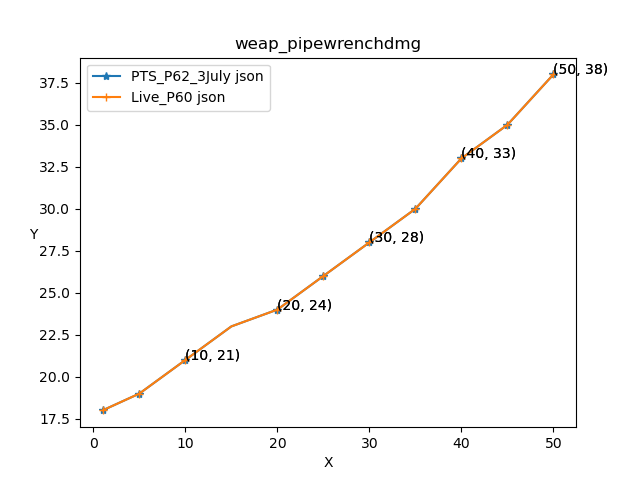 weap_pipewrenchdmg
PTS_P62_3July json
Live_P60 json
37.5
35.0
32.5
30.0
27.5
25.0
22.5
20.0
17.5
Y
(50, 38)
(40, 33)
(30, 28)
(20, 24)
(10, 21)
0 10 20 30 40 50
X